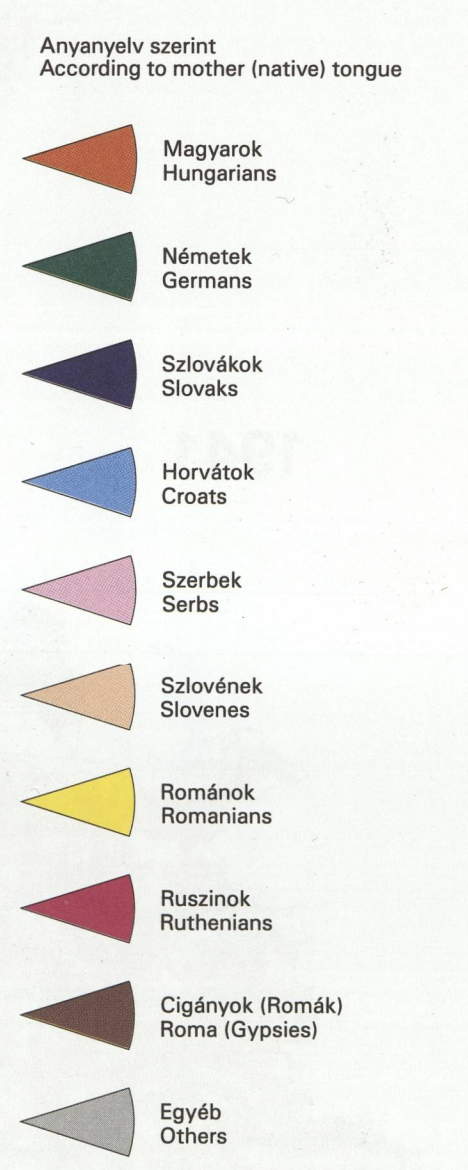 Anyanyelv szerint
According to mother (native) tongue
Magyarok
Hungarians
Németek
Germans
Szlovákok
Slovaks
Horvátok
Croats
Szerbek
Serbs
Szlovének
Slovenes
Románok
Romanians
Ruszinok
Ruthenians
Cigányok (Romák)
Roma (Gypsies)
Egyéb
Others